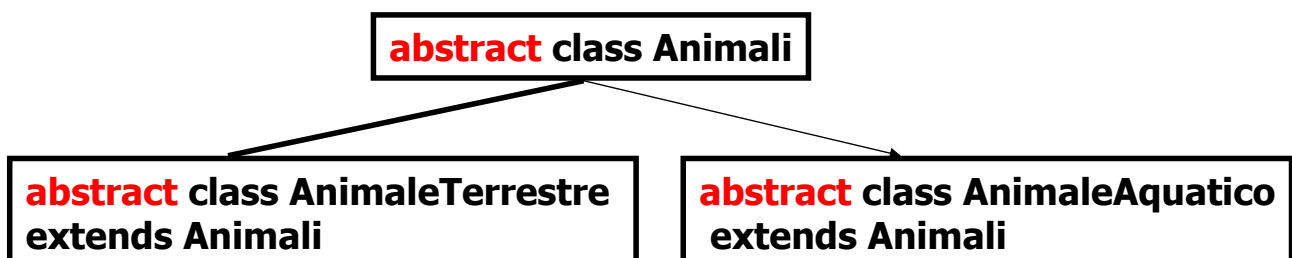 abstract class Animali
abstract class AnimaleTerrestre
extends Animali
abstract class AnimaleAquatico
extends Animali